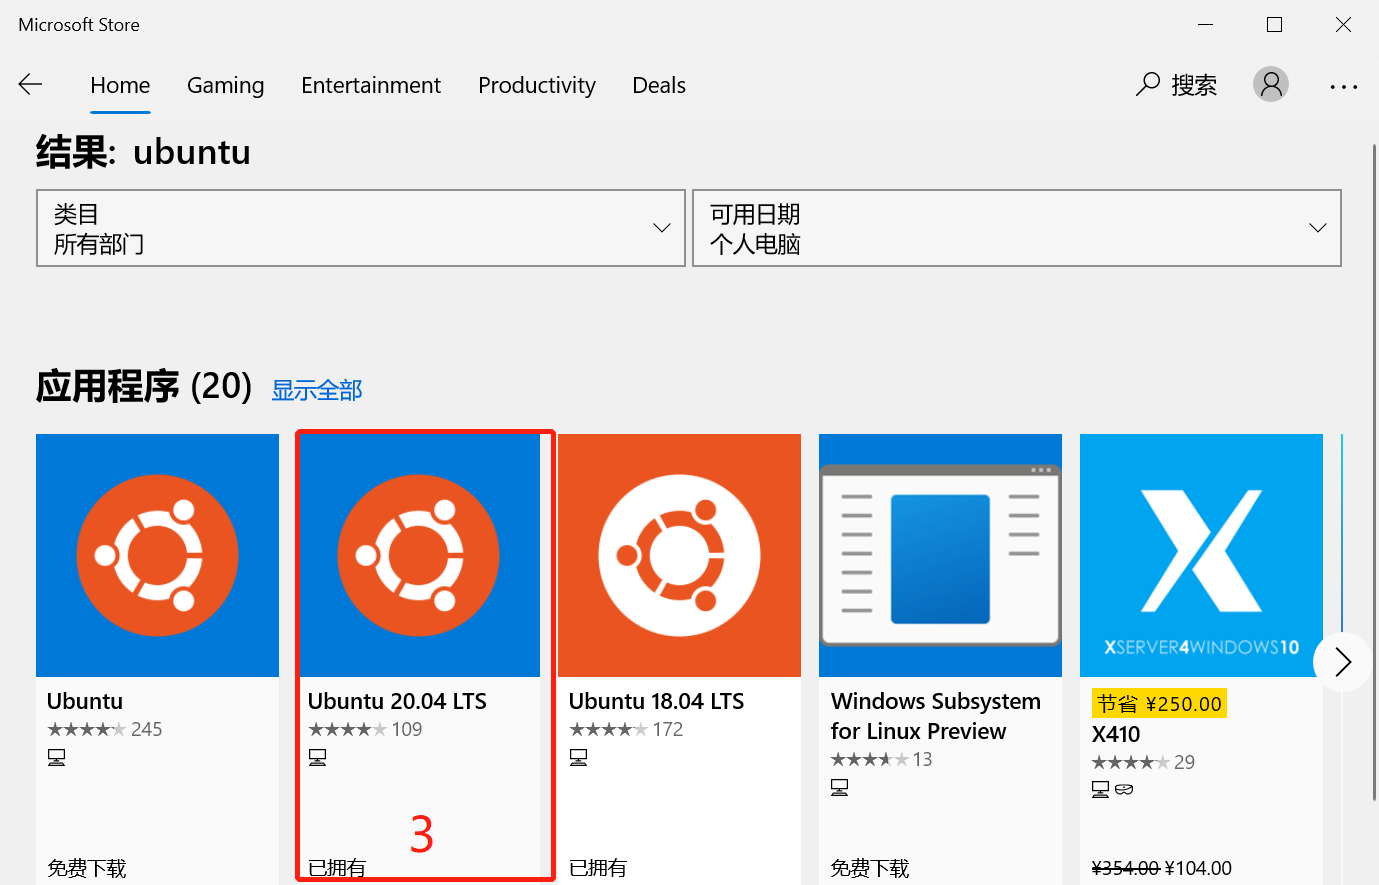 Microsoft Store
Home
Gaming
Entertainment
Productivity
Deals
搜索
结果: ubuntu
类目
所有部门
可用日期
个人电脑
应用程序 (20)
显示全部
Ubuntu
245
免费下载
Ubuntu 20.04 LTS
109
3
已拥有
Ubuntu 18.04 LTS
172
已拥有
Windows Subsystem
for Linux Preview
13
免费下载
XSERVER4WINDOWS10
节省 ¥250.00
X410
29
¥354.00 ¥104.00